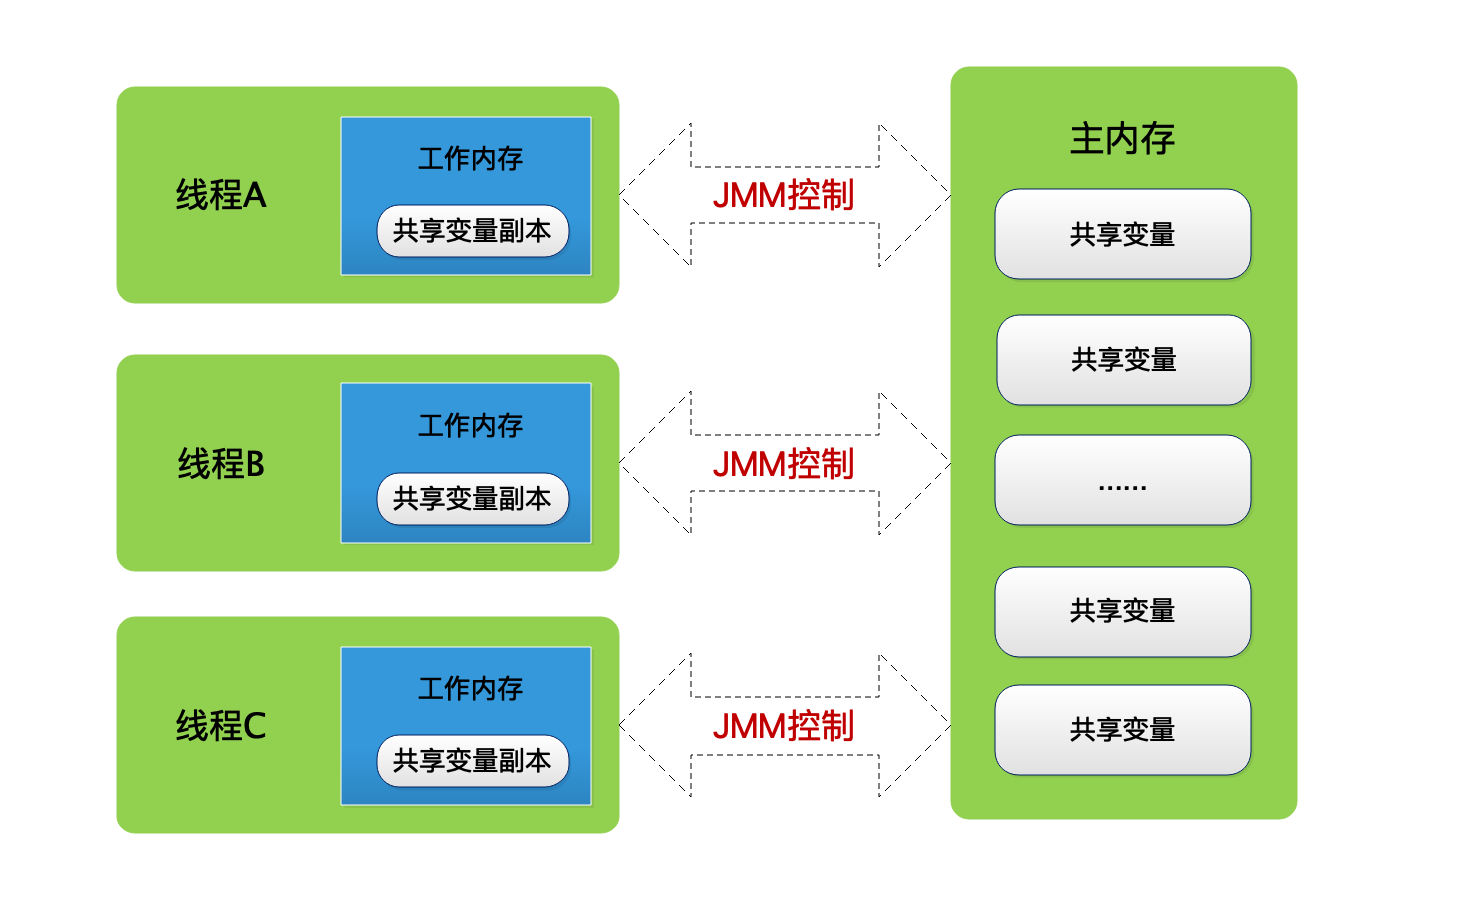 线程A
工作内存
共享变量副本
JMM控制
线程B
工作内存
共享变量副本
JMM控制
线程C
工作内存
共享变量副本
JMM控制
主内存
共享变量
共享变量
......
共享变量
共享变量